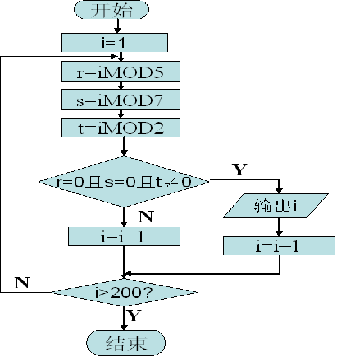 开始
i=1
r=iMOD5
s=iMOD7
t=iMOD2
r=0且s=0且t≠0
Y
输出i
N
i=i+1
i=i+1
N
i>200?
Y
结束